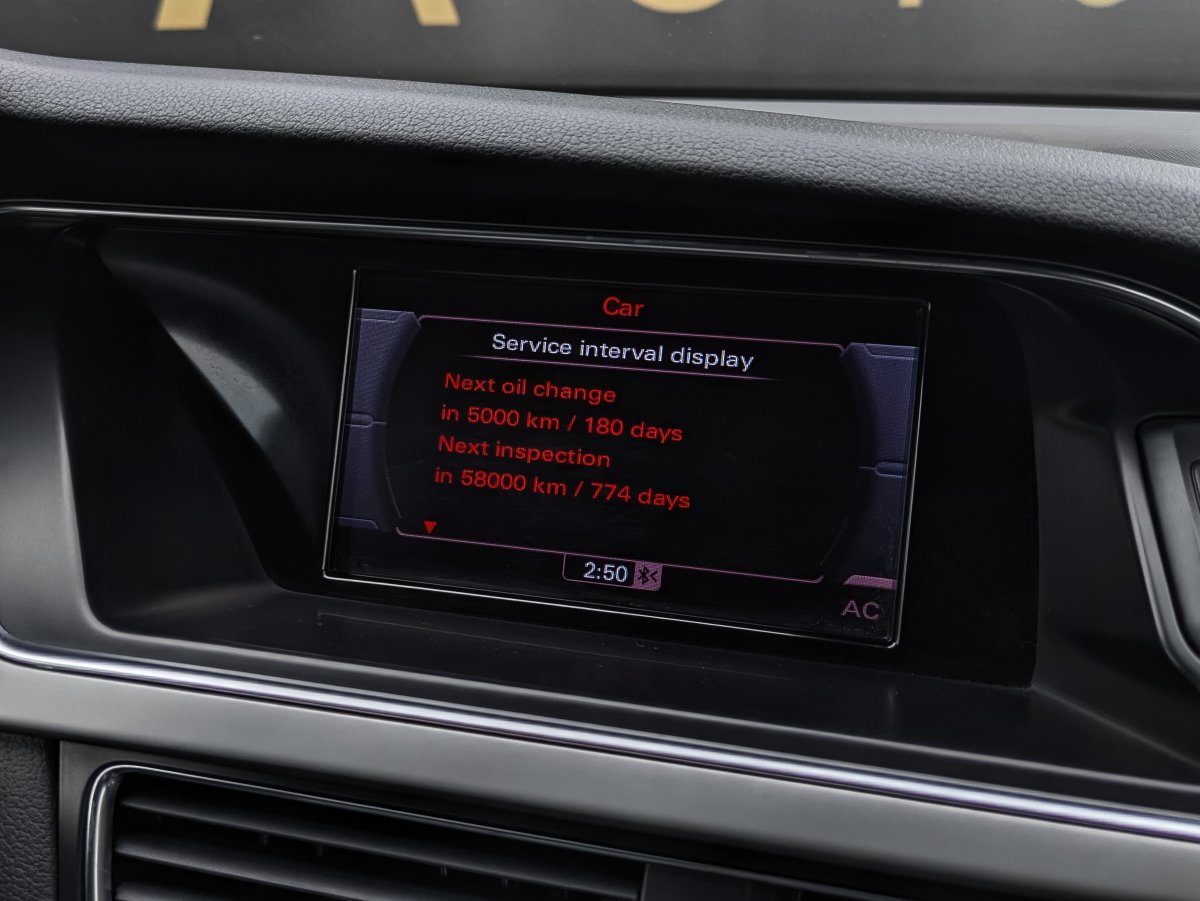 Car
Service interval display
Next oil change
in 5000 km / 180 days
Next inspection
in 58000 km / 774 days
2:50
AC